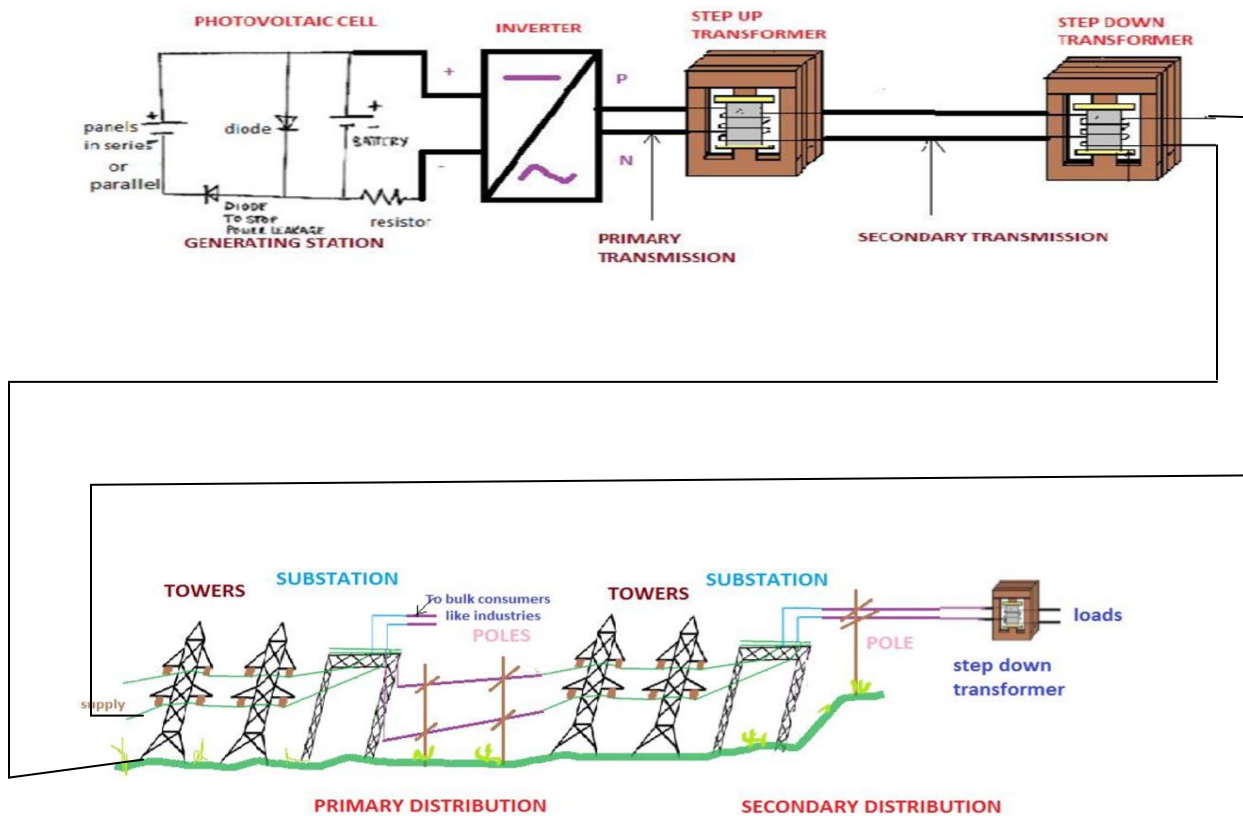 PHOTOVOLTAIC CELL
INVERTER
STEP UP
TRANSFORMER
STEP DOWN
TRANSFORMER
+
-
P
N
+
-
panels
in series
or
parallel
diode
+
-
BATTERY
DIODE
TO STOP
POWER LEAKAGE
resistor
GENERATING STATION
PRIMARY
TRANSMISSION
SECONDARY TRANSMISSION
TOWERS
SUBSTATION
To bulk consumers
like industries
POLES
TOWERS
SUBSTATION
POLE
loads
step down
transformer
supply
PRIMARY DISTRIBUTION
SECONDARY DISTRIBUTION